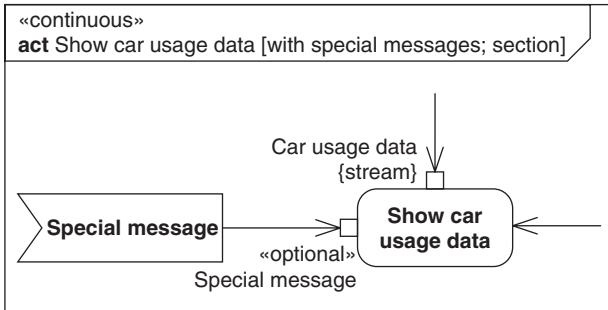 «continuous»
act Show car usage data [with special messages; section]
Car usage data
{stream}
Special message
Show car
usage data
«optional»
Special message